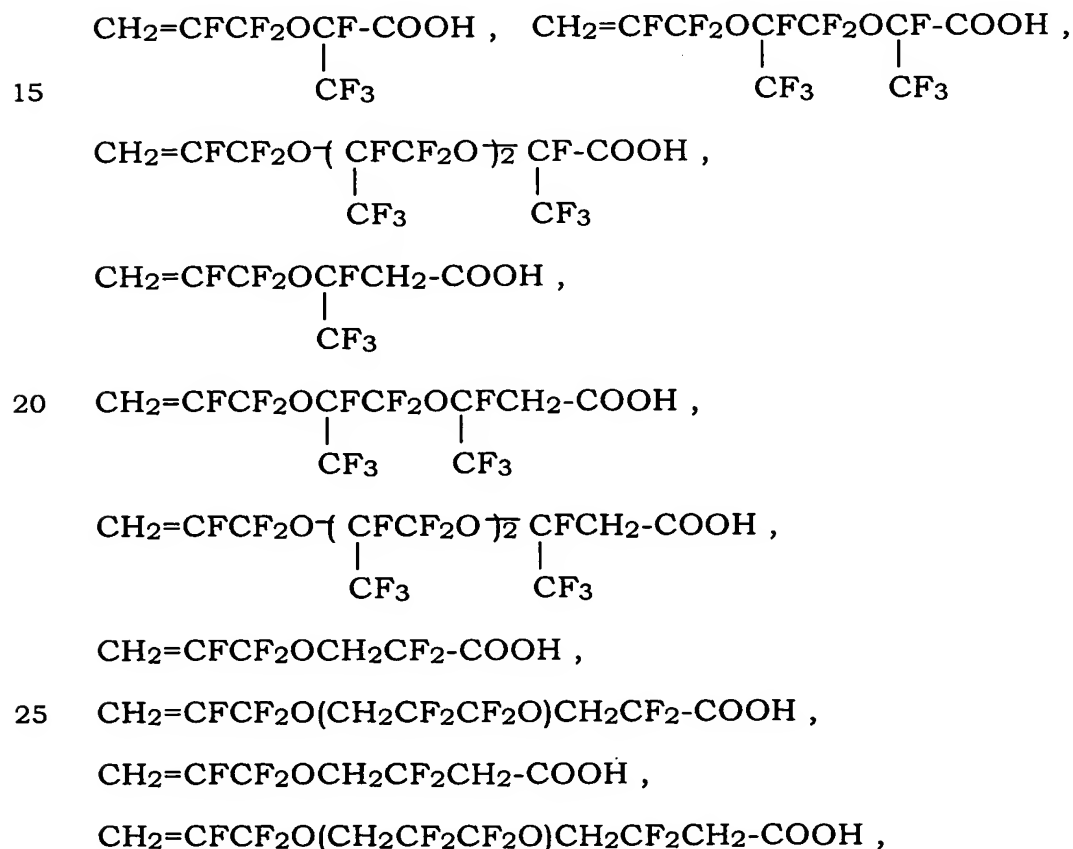 CH2=CFCF2OCF-COOH , CH2=CFCF2OCFCF2OCF-COOH ,
15 CF3 CF3 CF3
CH2=CFCF2O( CFCF2O )2 CF-COOH ,
CF3 CF3
CH2=CFCF2OCFCH2-COOH ,
CF3
20 CH2=CFCF2OCFCF2OCFCH2-COOH ,
CF3 CF3
CH2=CFCF2O( CFCF2O )2 CFCH2-COOH ,
CF3 CF3
CH2=CFCF2OCH2CF2-COOH ,
25 CH2=CFCF2O(CH2CF2CF2O)CH2CF2-COOH ,
CH2=CFCF2OCH2CF2CH2-COOH ,
CH2=CFCF2O(CH2CF2CF2O)CH2CF2CH2-COOH ,